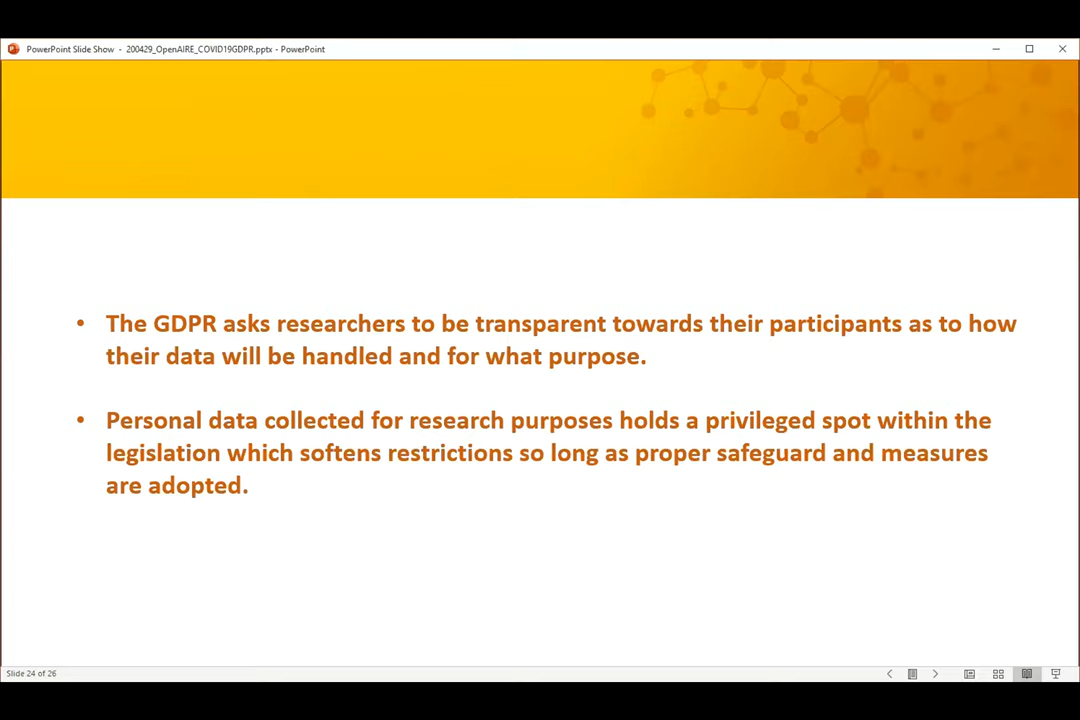 PowerPoint Slide Show - 200429_OpenAIRE_COVID19GDPR.pptx - PowerPoint
• The GDPR asks researchers to be transparent towards their participants as to how
their data will be handled and for what purpose.
• Personal data collected for research purposes holds a privileged spot within the
legislation which softens restrictions so long as proper safeguard and measures
are adopted.
Slide 24 of 26